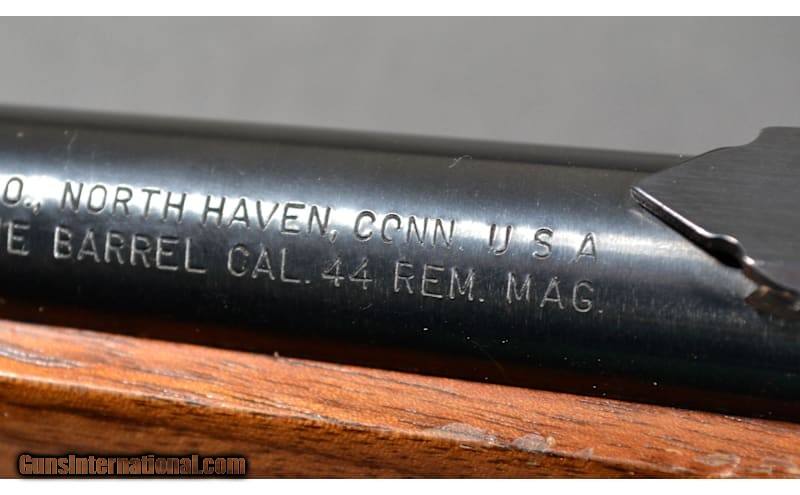 O., NORTH HAVEN, CONN. U S A
E BARREL CAL. 44 REM. MAG.
GunsInternational.com